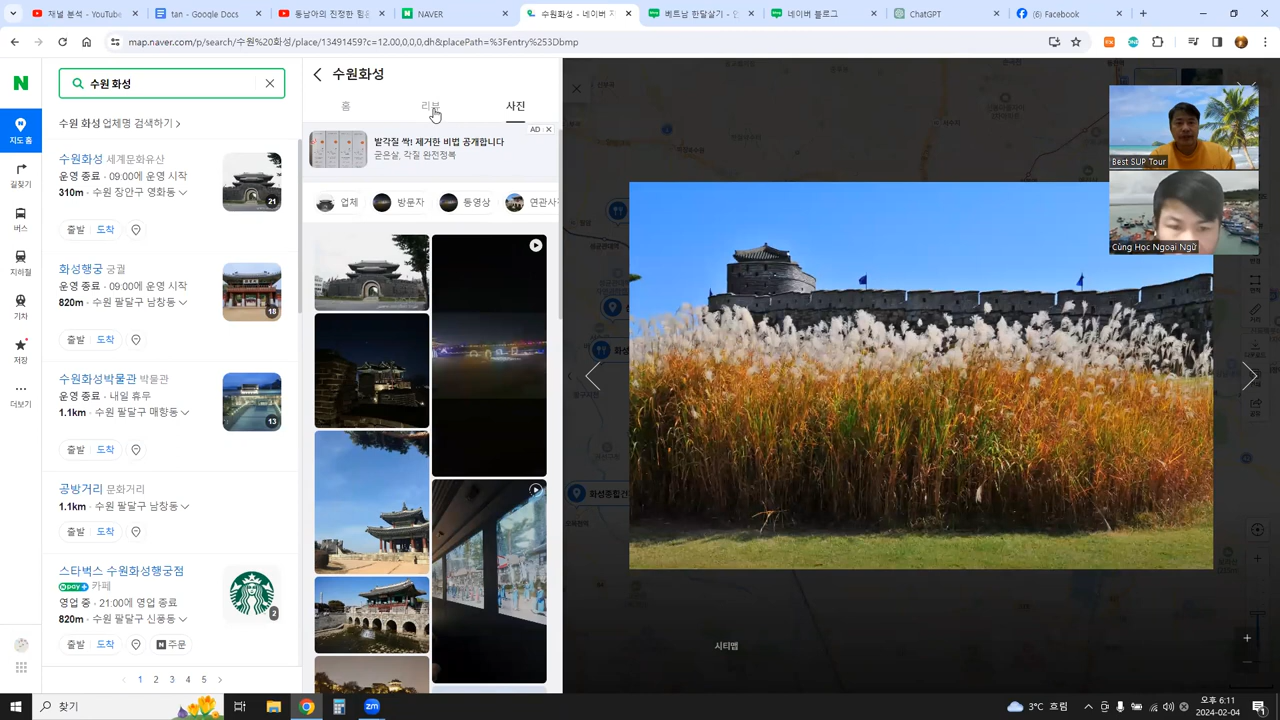 채널 분석 - YouTube
tan - Google Docs
동남아의 진정한 힘은
NAVER
수원화성 - 네이버 지
베트남 한달살기 - 인
네이버 블로그
ChatGPT
(6) Facebook
map.naver.com/p/search/수원%20화성/place/13491459?c=12.00,0,0,0,dh&placePath=%3Fentry%253Dbmp
수원 화성
수원 화성 업체명 검색하기 >
지도 홈
길찾기
버스
지하철
기차
저장
더보기
수원화성 세계문화유산
운영 종료 · 09:00에 운영 시작
310m · 수원 장안구 영화동
21
출발 도착
화성행궁 궁궐
운영 종료 · 09:00에 운영 시작
820m · 수원 팔달구 남창동
18
출발 도착
수원화성박물관 박물관
운영 종료 · 내일 휴무
1.1km · 수원 팔달구 매향동
13
출발 도착
공방거리 문화거리
1.1km · 수원 팔달구 남창동
출발 도착
스타벅스 수원화성행궁점
pay+ 카페
영업 중 · 21:00에 영업 종료
820m · 수원 팔달구 신풍동
2
출발 도착 N주문
1 2 3 4 5
수원화성
홈 리뷰 사진
AD
발각질 싹! 제거한 비법 공개합니다
굳은살, 각질 완전정복
업체 방문자 동영상 연관사
Best SUP Tour
Cùng Học Ngoại Ngữ
시티맵
찾기
3°C 흐림
오후 6:11
2024-02-04